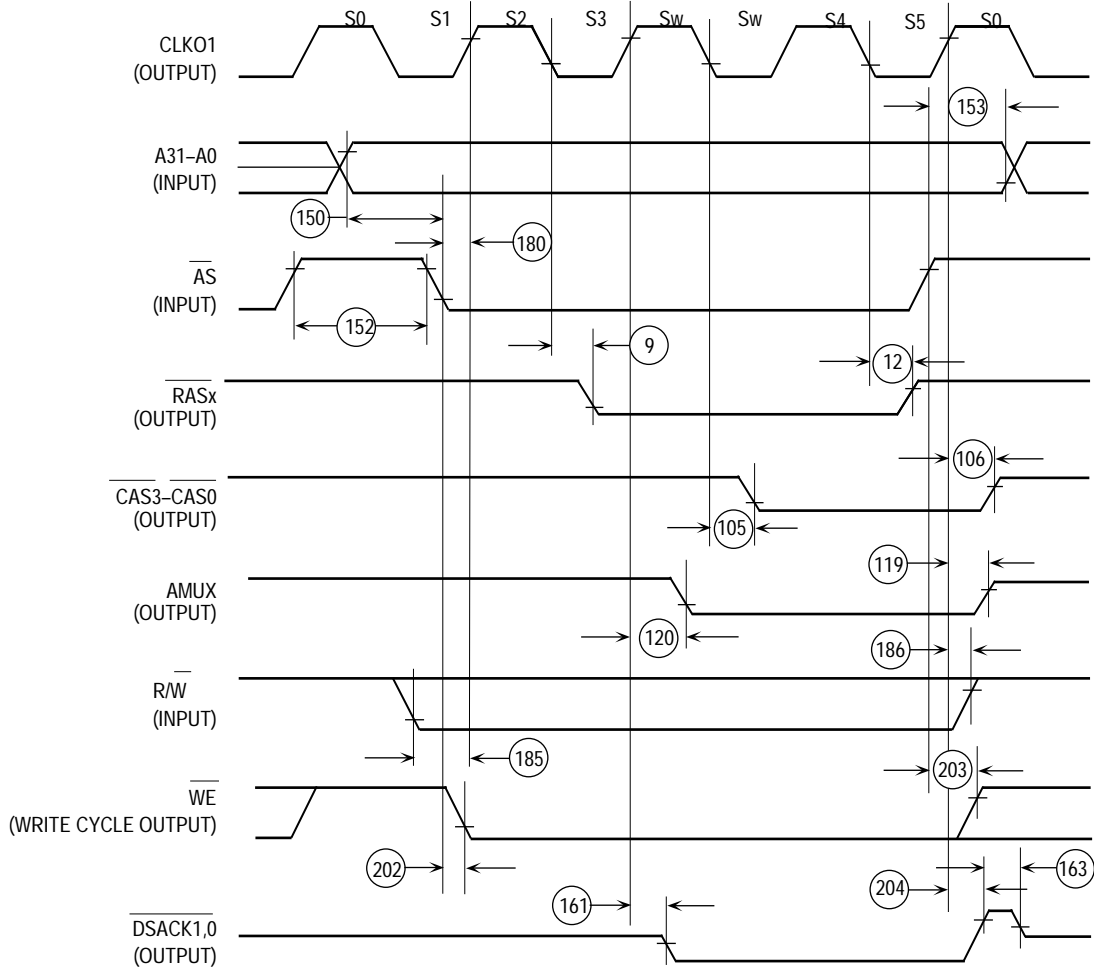 S0 S1 S2 S3 Sw Sw S4 S5 S0
CLKO1
(OUTPUT)
153
A31–A0
(INPUT)
150
180
AS
(INPUT)
152
9
12
RASx
(OUTPUT)
106
CAS3–CAS0
(OUTPUT)
105
119
AMUX
(OUTPUT)
120
186
R/W
(INPUT)
185
203
WE
(WRITE CYCLE OUTPUT)
202
163
204
161
DSACK1,0
(OUTPUT)